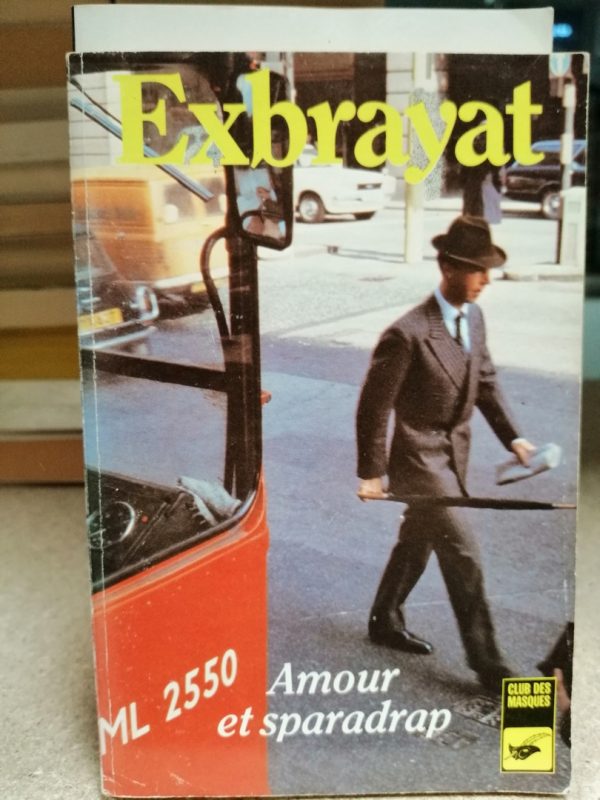 Exbrayat
ML 2550
Amour
et sparadrap
CLUB DES
MASQUES